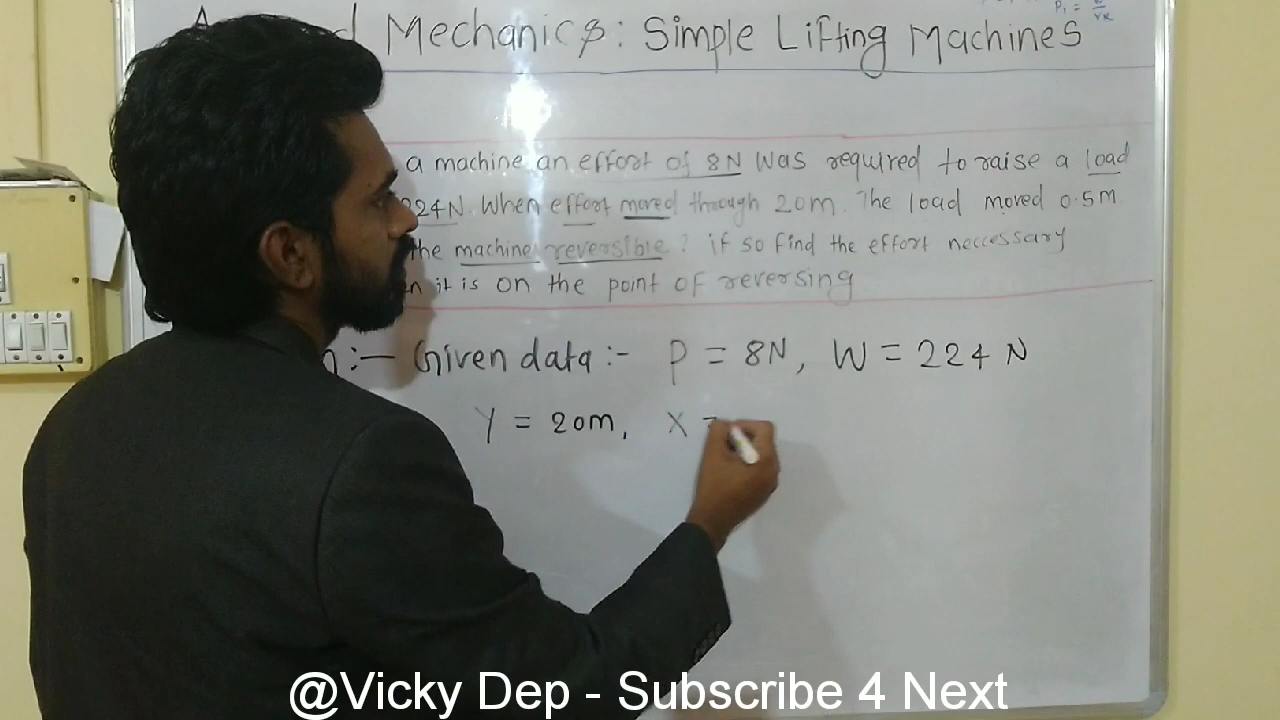 P₁ = W/VR
Mechanics: Simple Lifting Machines
a machine an effort of 8N was required to raise a load
224N. When effort moved through 20m. The load moved 0.5m
the machine reversible? if so find the effort neccessary
it is on the point of reversing
:- Given data :- P = 8N, W = 224 N
Y = 20m, X =
@Vicky Dep - Subscribe 4 Next